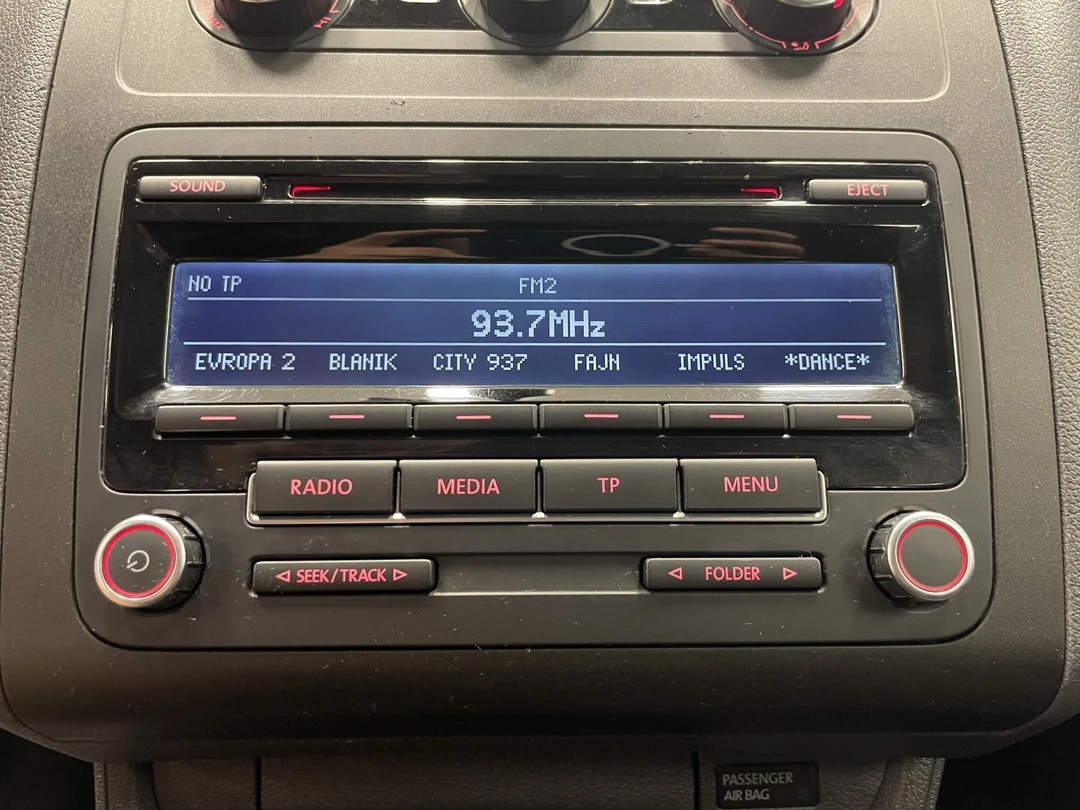 SOUND
EJECT
NO TP FM2
93.7MHz
EVROPA 2 BLANIK CITY 937 FAJN IMPULS *DANCE*
RADIO MEDIA TP MENU
SEEK/TRACK FOLDER
PASSENGER
AIR BAG